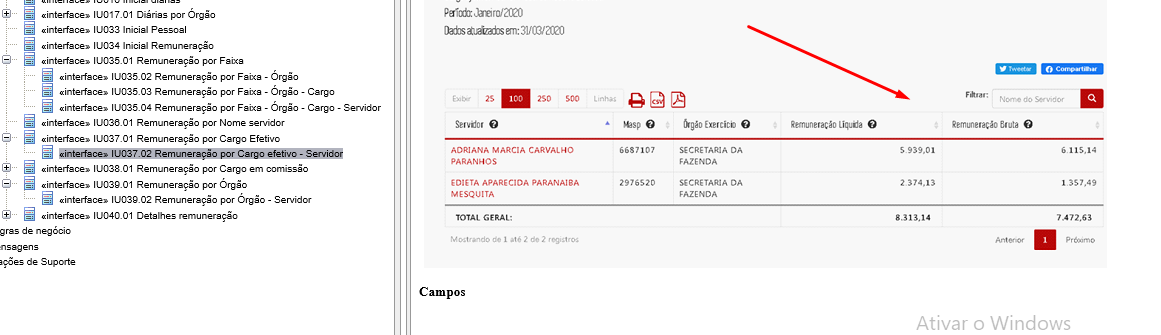 «interface» IU017 Inicial diárias
«interface» IU017.01 Diárias por Órgão
«interface» IU033 Inicial Pessoal
«interface» IU034 Inicial Remuneração
«interface» IU035.01 Remuneração por Faixa
«interface» IU035.02 Remuneração por Faixa - Órgão
«interface» IU035.03 Remuneração por Faixa - Órgão - Cargo
«interface» IU035.04 Remuneração por Faixa - Órgão - Cargo - Servidor
«interface» IU036.01 Remuneração por Nome servidor
«interface» IU037.01 Remuneração por Cargo Efetivo
«interface» IU037.02 Remuneração por Cargo efetivo - Servidor
«interface» IU038.01 Remuneração por Cargo em comissão
«interface» IU039.01 Remuneração por Órgão
«interface» IU039.02 Remuneração por Órgão - Servidor
«interface» IU040.01 Detalhes remuneração
gras de negócio
ensagens
ações de Suporte
Período: Janeiro/2020
Dados atualizados em: 31/03/2020
Tweetar Compartilhar
Exibir 25 100 250 500 Linhas CSV Filtrar: Nome do Servidor
Servidor ? Masp ? Órgão Exercício ? Remuneração Líquida ? Remuneração Bruta ?
ADRIANA MARCIA CARVALHO PARANHOS 6687107 SECRETARIA DA FAZENDA 5.939,01 6.115,14
EDIETA APARECIDA PARANAIBA MESQUITA 2976520 SECRETARIA DA FAZENDA 2.374,13 1.357,49
TOTAL GERAL: 8.313,14 7.472,63
Mostrando de 1 até 2 de 2 registros Anterior 1 Próximo
Campos
Ativar o Windows